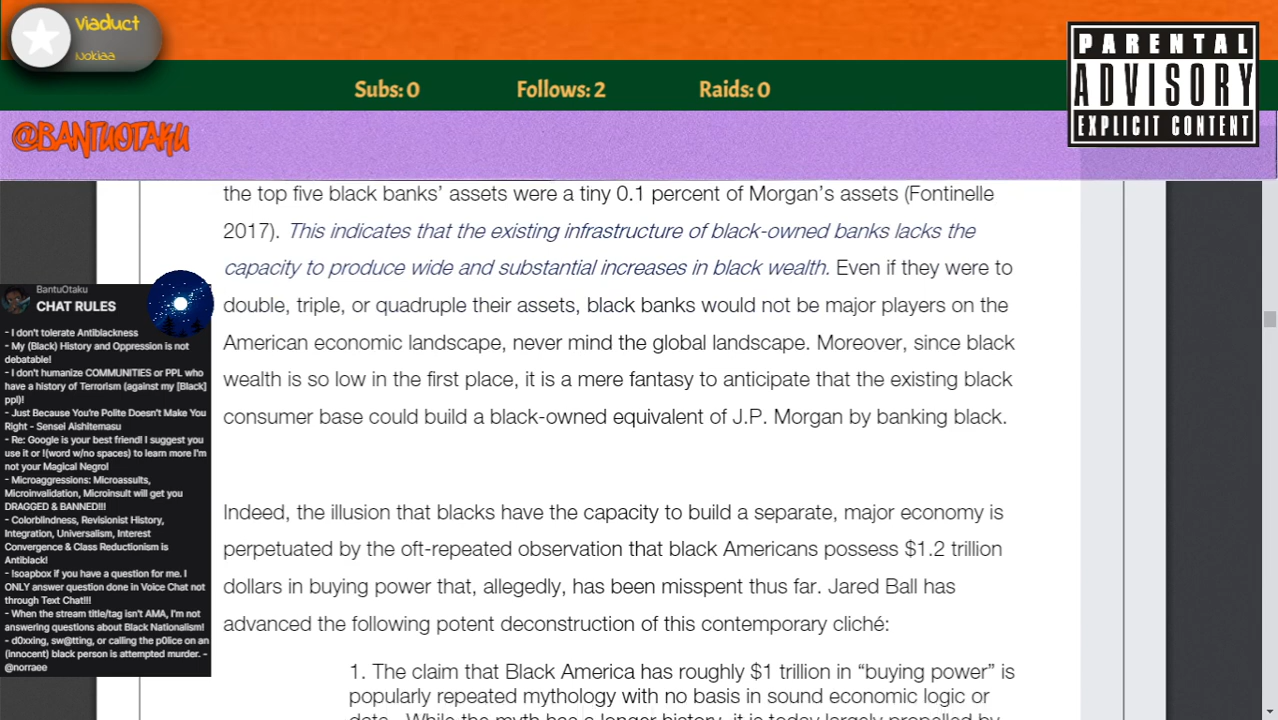 Viaduct
Nokiaa
Subs: 0
Follows: 2
Raids: 0
PARENTAL
ADVISORY
EXPLICIT CONTENT
@BANTUOTAKU
the top five black banks’ assets were a tiny 0.1 percent of Morgan’s assets (Fontinelle
2017). This indicates that the existing infrastructure of black-owned banks lacks the
capacity to produce wide and substantial increases in black wealth. Even if they were to
double, triple, or quadruple their assets, black banks would not be major players on the
American economic landscape, never mind the global landscape. Moreover, since black
wealth is so low in the first place, it is a mere fantasy to anticipate that the existing black
consumer base could build a black-owned equivalent of J.P. Morgan by banking black.
Indeed, the illusion that blacks have the capacity to build a separate, major economy is
perpetuated by the oft-repeated observation that black Americans possess $1.2 trillion
dollars in buying power that, allegedly, has been misspent thus far. Jared Ball has
advanced the following potent deconstruction of this contemporary cliché:
1. The claim that Black America has roughly $1 trillion in “buying power” is
popularly repeated mythology with no basis in sound economic logic or
data. While the myth has a longer history, it is today largely propelled by
BantuOtaku
CHAT RULES
- I don't tolerate Antiblackness
- My (Black) History and Oppression is not
debatable!
- I don't humanize COMMUNITIES or PPL who
have a history of Terrorism (against my [Black]
ppl)!
- Just Because You're Polite Doesn't Make You
Right - Sensei Aishitemasu
- Re: Google is your best friend! I suggest you
use it or !(word w/no spaces) to learn more I'm
not your Magical Negro!
- Microaggressions: Microassults,
Microinvalidation, Microinsult will get you
DRAGGED & BANNED!!!
- Colorblindness, Revisionist History,
Integration, Universalism, Interest
Convergence & Class Reductionism is
Antiblack!
- !soapbox if you have a question for me. I
ONLY answer question done in Voice Chat not
through Text Chat!!!
- When the stream title/tag isn't AMA, I'm not
answering questions about Black Nationalism!
- d0xxing, sw@tting, or calling the p0lice on an
(innocent) black person is attempted murder. -
@norraee